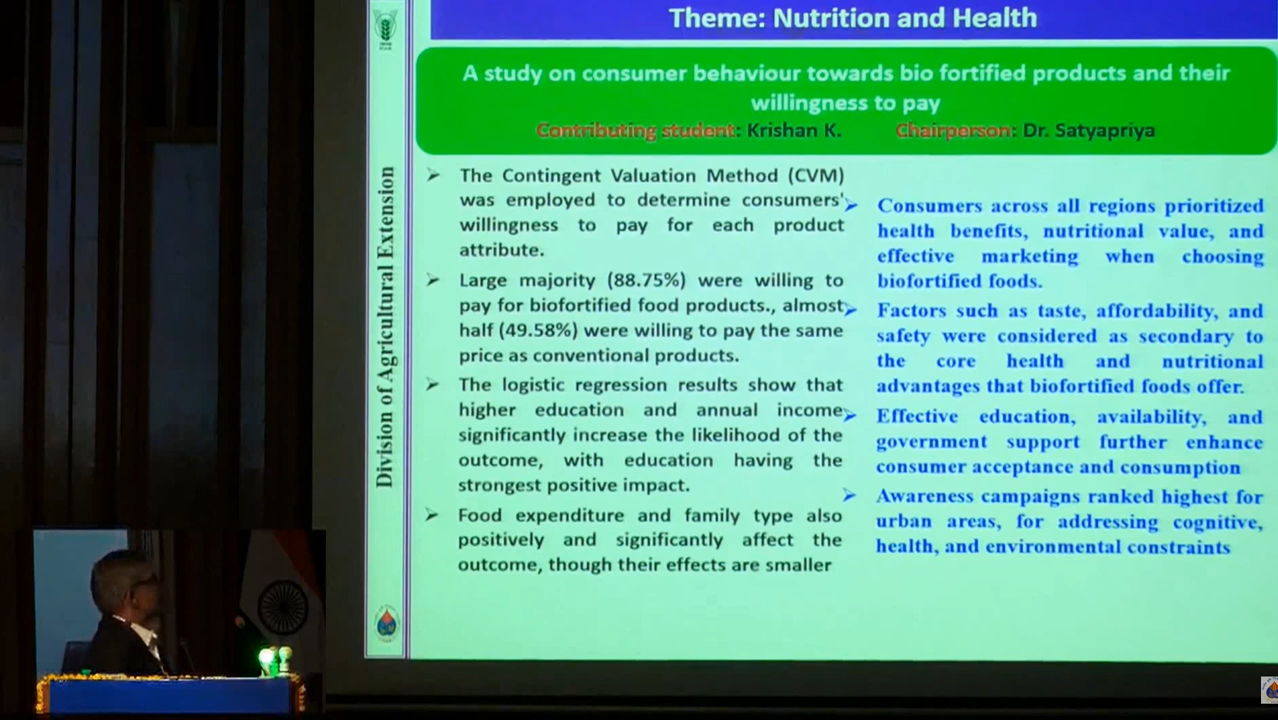 Theme: Nutrition and Health
A study on consumer behaviour towards bio fortified products and their
willingness to pay
Contributing student: Krishan K. Chairperson: Dr. Satyapriya
Division of Agricultural Extension
➢ The Contingent Valuation Method (CVM)
was employed to determine consumers'
willingness to pay for each product
attribute.
➢ Large majority (88.75%) were willing to
pay for biofortified food products., almost
half (49.58%) were willing to pay the same
price as conventional products.
➢ The logistic regression results show that
higher education and annual income
significantly increase the likelihood of the
outcome, with education having the
strongest positive impact.
➢ Food expenditure and family type also
positively and significantly affect the
outcome, though their effects are smaller
➢ Consumers across all regions prioritized
health benefits, nutritional value, and
effective marketing when choosing
biofortified foods.
➢ Factors such as taste, affordability, and
safety were considered as secondary to
the core health and nutritional
advantages that biofortified foods offer.
➢ Effective education, availability, and
government support further enhance
consumer acceptance and consumption
➢ Awareness campaigns ranked highest for
urban areas, for addressing cognitive,
health, and environmental constraints